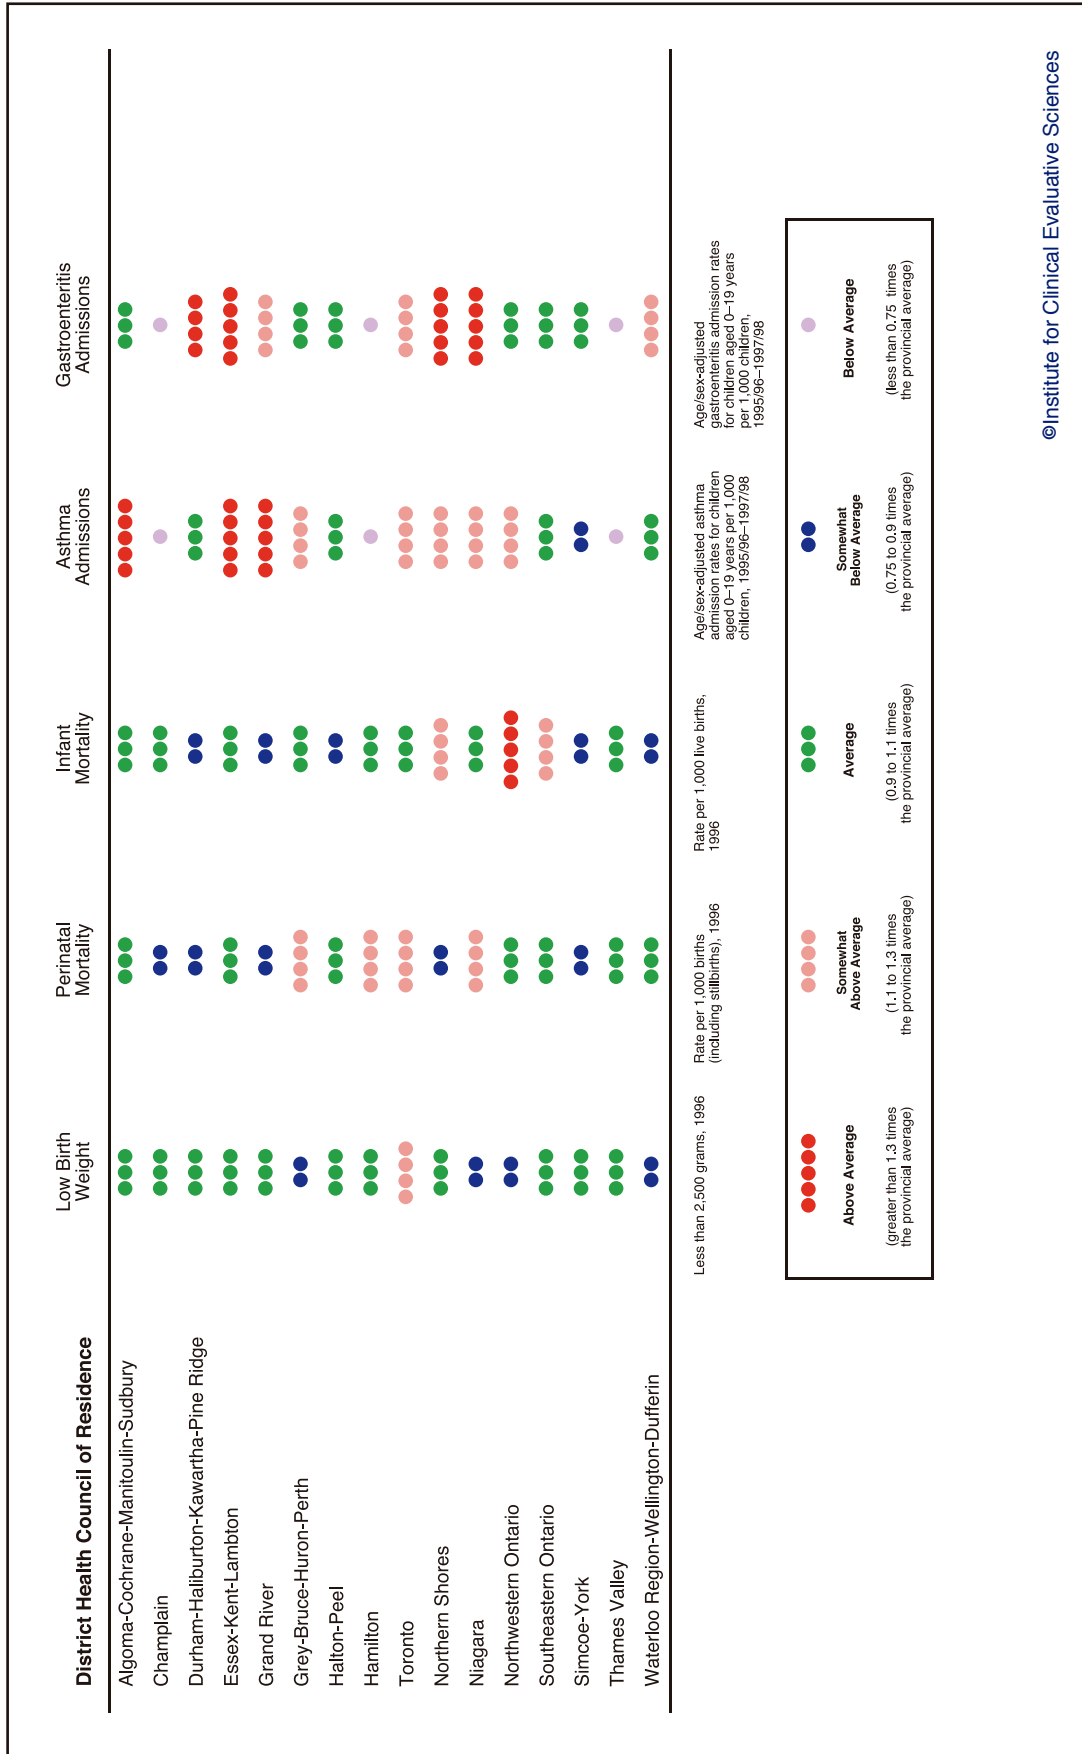 District Health Council of Residence
Low Birth
Weight
Perinatal
Mortality
Infant
Mortality
Asthma
Admissions
Gastroenteritis
Admissions
Algoma-Cochrane-Manitoulin-Sudbury
Champlain
Durham-Haliburton-Kawartha-Pine Ridge
Essex-Kent-Lambton
Grand River
Grey-Bruce-Huron-Perth
Halton-Peel
Hamilton
Toronto
Northern Shores
Niagara
Northwestern Ontario
Southeastern Ontario
Simcoe-York
Thames Valley
Waterloo Region-Wellington-Dufferin
Less than 2,500 grams, 1996
Rate per 1,000 births
(including stillbirths), 1996
Rate per 1,000 live births,
1996
Age/sex-adjusted asthma
admission rates for children
aged 0–19 years per 1,000
children, 1995/96–1997/98
Age/sex-adjusted
gastroenteritis admission rates
for children aged 0–19 years
per 1,000 children,
1995/96–1997/98
Above Average
(greater than 1.3 times
the provincial average)
Somewhat
Above Average
(1.1 to 1.3 times
the provincial average)
Average
(0.9 to 1.1 times
the provincial average)
Somewhat
Below Average
(0.75 to 0.9 times
the provincial average)
Below Average
(less than 0.75 times
the provincial average)
©Institute for Clinical Evaluative Sciences